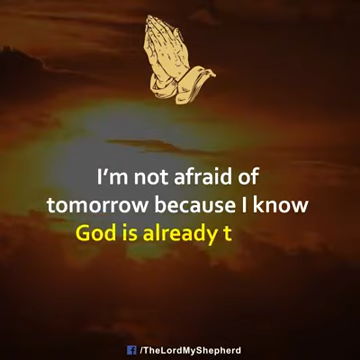 I'm not afraid of
tomorrow because I know
God is already t
/TheLordMyShepherd